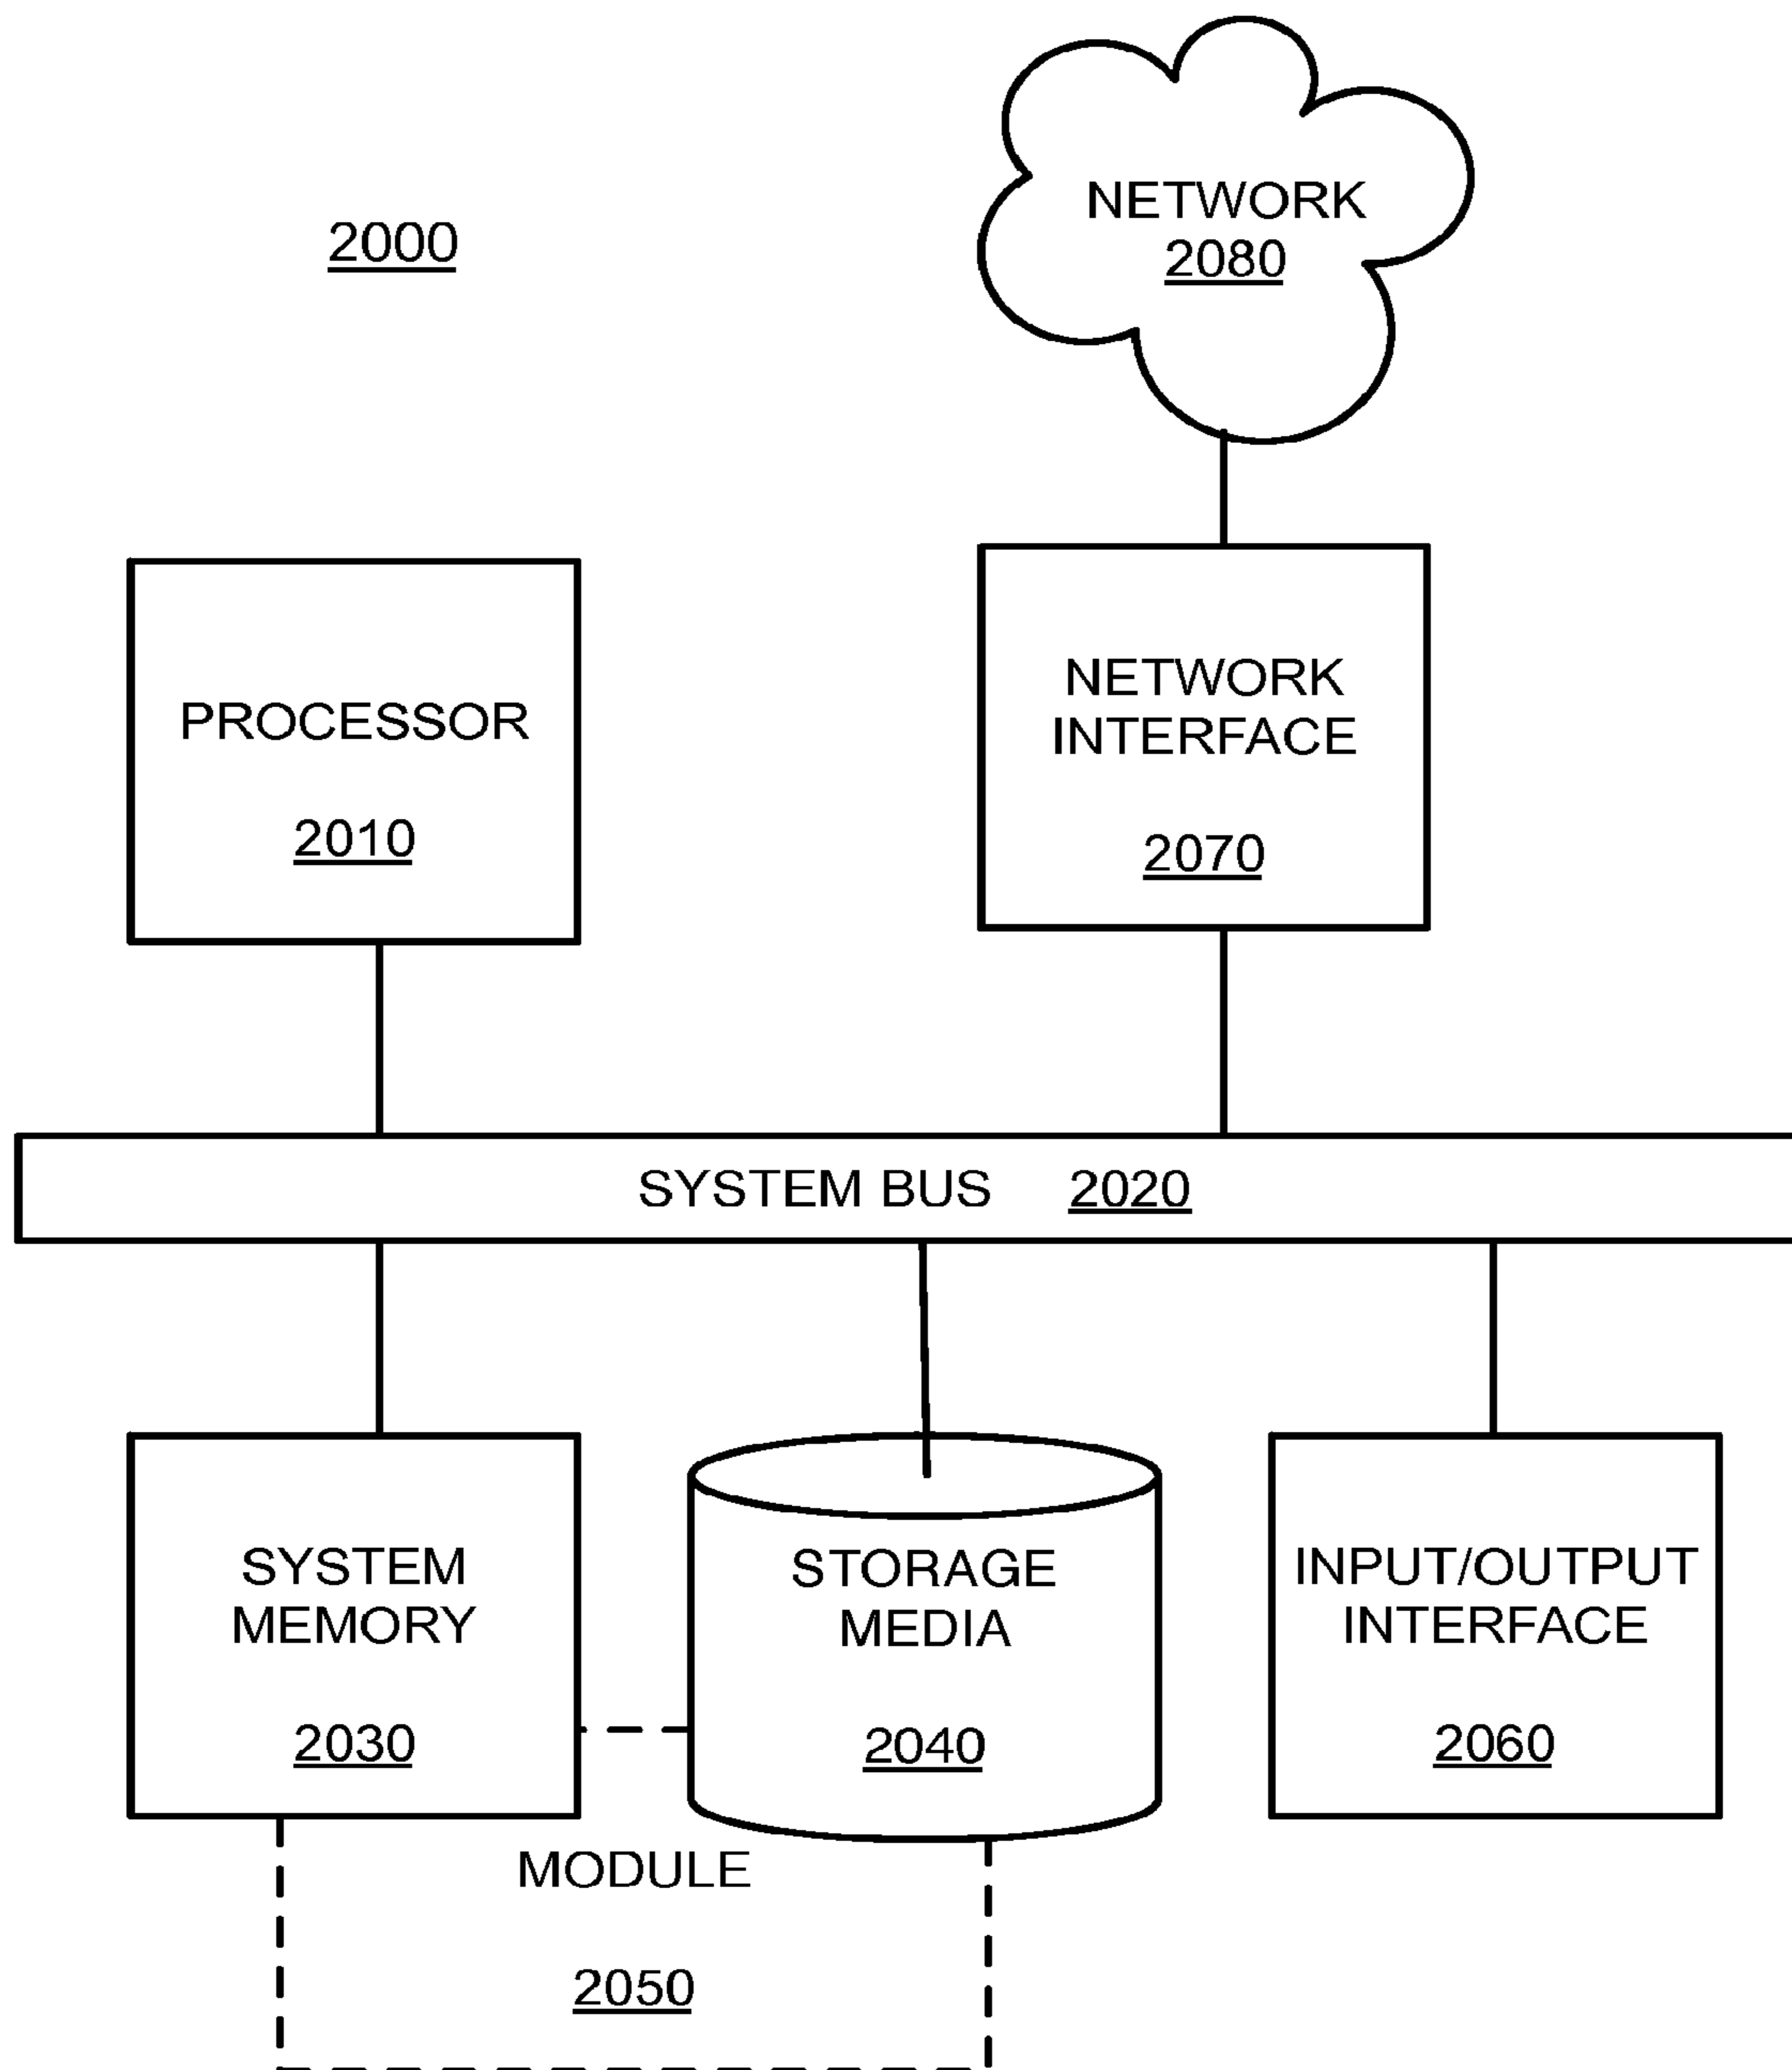 NETWORK
2080
2000
PROCESSOR
2010
NETWORK
INTERFACE
2070
SYSTEM BUS 2020
SYSTEM
MEMORY
2030
STORAGE
MEDIA
2040
INPUT/OUTPUT
INTERFACE
2060
MODULE
2050